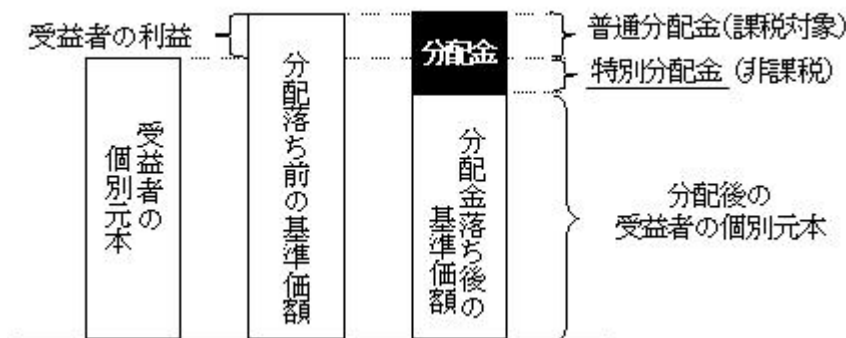 受益者の利益
普通分配金(課税対象)
特別分配金 (非課税)
分配金
受益者の
個別元本
分配落ち前の基準価額
分配金落ち後の
基準価額
分配後の
受益者の個別元本